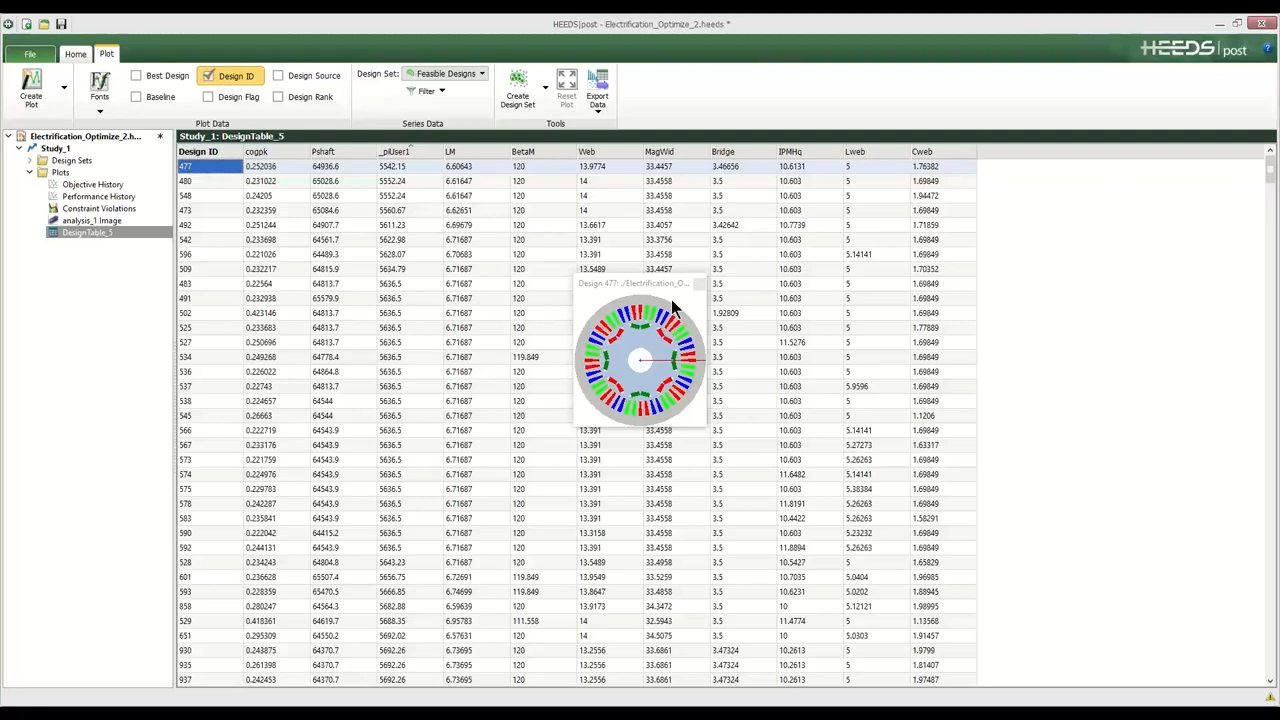 HEEDS|post - Electrification_Optimize_2.heeds *
File Home Plot
HEEDS | post
Create Plot
Fonts
Best Design Design ID Design Source
Baseline Design Flag Design Rank
Plot Data
Design Set: Feasible Designs
Filter
Series Data
Create Design Set
Reset Plot
Export Data
Tools
Electrification_Optimize_2.h... *
Study_1
Design Sets
Plots
Objective History
Performance History
Constraint Violations
analysis_1 Image
DesignTable_5
Study_1: DesignTable_5
Design ID cogpk Pshaft _piUser1 LM BetaM Web MagWid Bridge IPMHq Lweb Cweb
477 0.252036 64936.6 5542.15 6.60643 120 13.9774 33.4558 3.46656 10.6131 5 1.76382
480 0.231022 65028.6 5552.24 6.61647 120 14 33.4458 3.5 10.603 5 1.69849
548 0.24205 65028.6 5552.24 6.61647 120 14 33.4458 3.5 10.603 5 1.94472
473 0.232359 65084.6 5560.67 6.62651 120 14 33.4458 3.5 10.603 5 1.69849
492 0.251244 64907.7 5611.23 6.69679 120 13.6617 33.4057 3.42642 10.7739 5 1.71859
542 0.233698 64561.7 5622.98 6.71687 120 13.391 33.3756 3.5 10.603 5 1.69849
596 0.221026 64489.3 5628.07 6.70683 120 13.391 33.4458 3.5 10.603 5.14141 1.69849
509 0.232217 64815.9 5634.79 6.71687 120 13.5489 33.4457 3.5 10.603 5 1.70352
483 0.22564 64813.7 5636.5 6.71687 120 3.5 10.603 5 1.69849
491 0.232938 65579.9 5636.5 6.71687 120 3.5 10.603 5 1.69849
502 0.423146 64813.7 5636.5 6.71687 120 1.92809 10.603 5 1.69849
525 0.233683 64813.7 5636.5 6.71687 120 3.5 10.603 5 1.77889
527 0.250696 64813.7 5636.5 6.71687 120 3.5 11.5276 5 1.69849
534 0.249268 64778.4 5636.5 6.71687 119.849 3.5 10.603 5 1.69849
536 0.226022 64864.8 5636.5 6.71687 120 3.5 10.603 5 1.69849
537 0.22743 64813.7 5636.5 6.71687 120 3.5 10.603 5.9596 1.69849
538 0.224657 64544 5636.5 6.71687 120 3.5 10.603 5 1.69849
545 0.26663 64544 5636.5 6.71687 120 3.5 10.603 5 1.1206
566 0.222719 64543.9 5636.5 6.71687 120 13.391 33.4558 3.5 10.603 5.14141 1.69849
567 0.233176 64543.9 5636.5 6.71687 120 13.391 33.4558 3.5 10.603 5.27273 1.63317
573 0.221759 64543.9 5636.5 6.71687 120 13.391 33.4558 3.5 10.603 5.26263 1.69849
574 0.224976 64543.9 5636.5 6.71687 120 13.391 33.4558 3.5 11.6482 5.14141 1.69849
575 0.229783 64543.9 5636.5 6.71687 120 13.391 33.4558 3.5 10.603 5.38384 1.69849
578 0.242287 64543.9 5636.5 6.71687 120 13.391 33.4558 3.5 11.8191 5.26263 1.69849
583 0.235841 64543.9 5636.5 6.71687 120 13.391 33.4558 3.5 10.4422 5.26263 1.58291
590 0.222042 64415.2 5636.5 6.71687 120 13.3158 33.4558 3.5 10.603 5.23232 1.69849
592 0.244131 64543.9 5636.5 6.71687 120 13.391 33.4558 3.5 11.8894 5.26263 1.69849
528 0.234243 64804.8 5643.23 6.71687 120 13.5489 33.4958 3.5 10.5427 5 1.65829
601 0.236628 65507.4 5656.75 6.72691 119.849 13.9549 33.5259 3.5 10.7035 5.0404 1.96985
593 0.228359 65470.5 5666.85 6.74699 119.849 13.8647 33.4858 3.5 10.6231 5.0202 1.88945
858 0.280247 64564.3 5682.88 6.59639 120 13.9173 34.3472 3.5 10 5.12121 1.98995
529 0.418361 64619.7 5688.35 6.95783 111.558 14 32.5943 3.5 11.4774 5 1.13568
651 0.295309 64550.2 5692.02 6.57631 120 14 34.5075 3.5 10 5.0303 1.91457
930 0.243875 64370.7 5692.26 6.73695 120 13.2556 33.6861 3.47324 10.2613 5 1.9799
935 0.261398 64370.7 5692.26 6.73695 120 13.2556 33.6861 3.47324 10.2613 5 1.81407
937 0.242453 64370.7 5692.26 6.73695 120 13.2556 33.6861 3.47324 10.2613 5 1.97487
Design 477: ./Electrification_O...